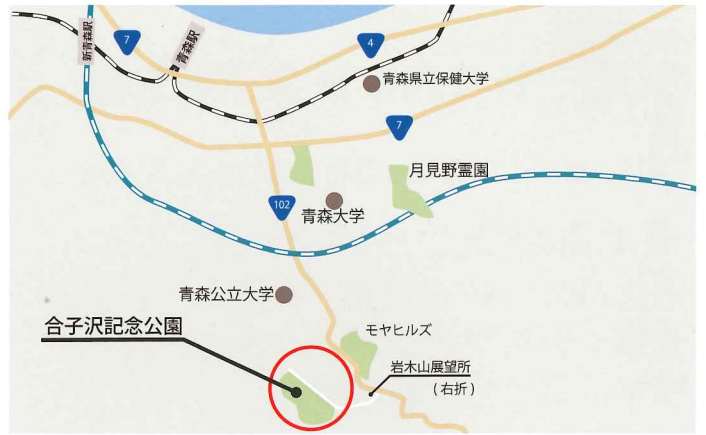 新青森駅
7
青森駅
4
青森県立保健大学
7
月見野霊園
102
青森大学
青森公立大学
合子沢記念公園
モヤヒルズ
岩木山展望所
(右折)